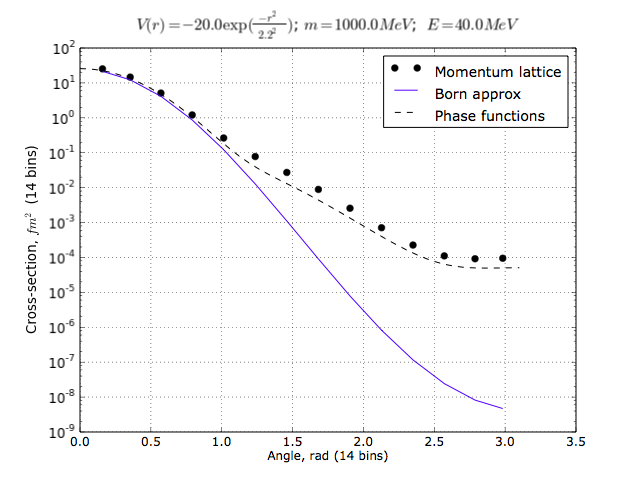 V(r)=−20.0exp(−r²/2.2²); m=1000.0MeV; E=40.0MeV
10²
10¹
10⁰
10⁻¹
10⁻²
10⁻³
10⁻⁴
10⁻⁵
10⁻⁶
10⁻⁷
10⁻⁸
10⁻⁹
Cross-section, fm² (14 bins)
Momentum lattice
Born approx
Phase functions
0.0 0.5 1.0 1.5 2.0 2.5 3.0 3.5
Angle, rad (14 bins)